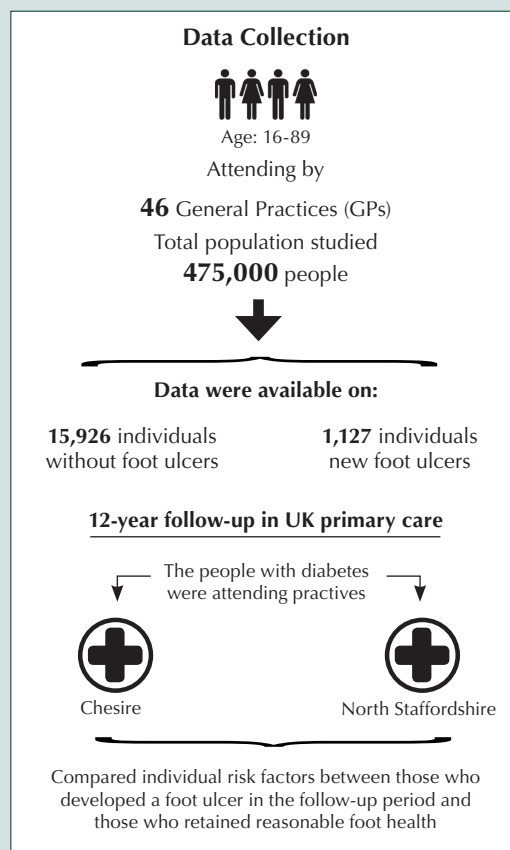 Data Collection
Age: 16-89
Attending by
46 General Practices (GPs)
Total population studied
475,000 people
Data were available on:
15,926 individuals
without foot ulcers
1,127 individuals
new foot ulcers
12-year follow-up in UK primary care
The people with diabetes
were attending practives
Chesire
North Staffordshire
Compared individual risk factors between those who
developed a foot ulcer in the follow-up period and
those who retained reasonable foot health